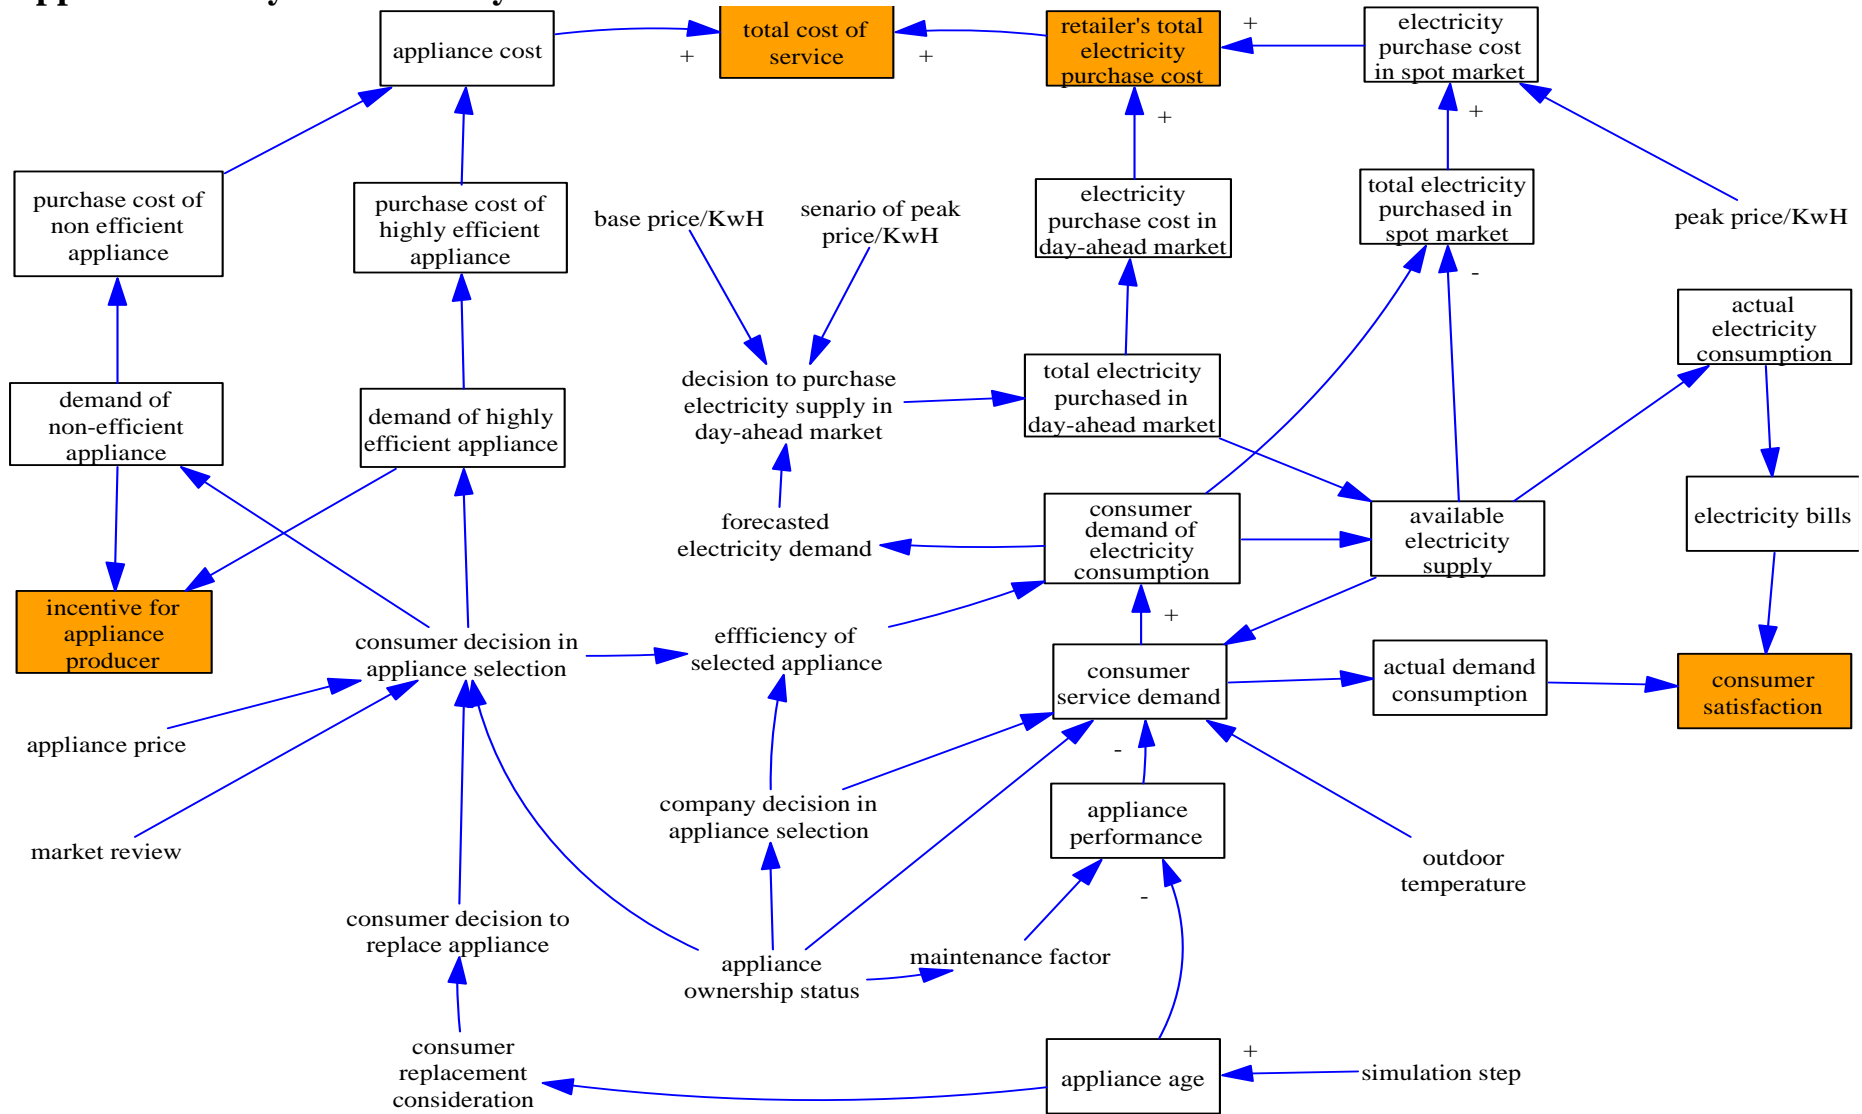 appliance cost
total cost of
service
retailer's total
electricity
purchase cost
electricity
purchase cost
in spot market
+
+
+
+
+
purchase cost of
non efficient
appliance
purchase cost of
highly efficient
appliance
base price/KwH
senario of peak
price/KwH
electricity
purchase cost in
day-ahead market
total electricity
purchased in
spot market
peak price/KwH
-
actual
electricity
consumption
demand of
non-efficient
appliance
demand of highly
efficient appliance
decision to purchase
electricity supply in
day-ahead market
total electricity
purchased in
day-ahead market
forecasted
electricity demand
consumer
demand of
electricity
consumption
available
electricity
supply
electricity bills
incentive for
appliance
producer
consumer decision in
appliance selection
effficiency of
selected appliance
+
consumer
service demand
actual demand
consumption
consumer
satisfaction
appliance price
-
market review
company decision in
appliance selection
appliance
performance
outdoor
temperature
-
consumer decision to
replace appliance
appliance
ownership status
maintenance factor
consumer
replacement
consideration
appliance age
+
simulation step